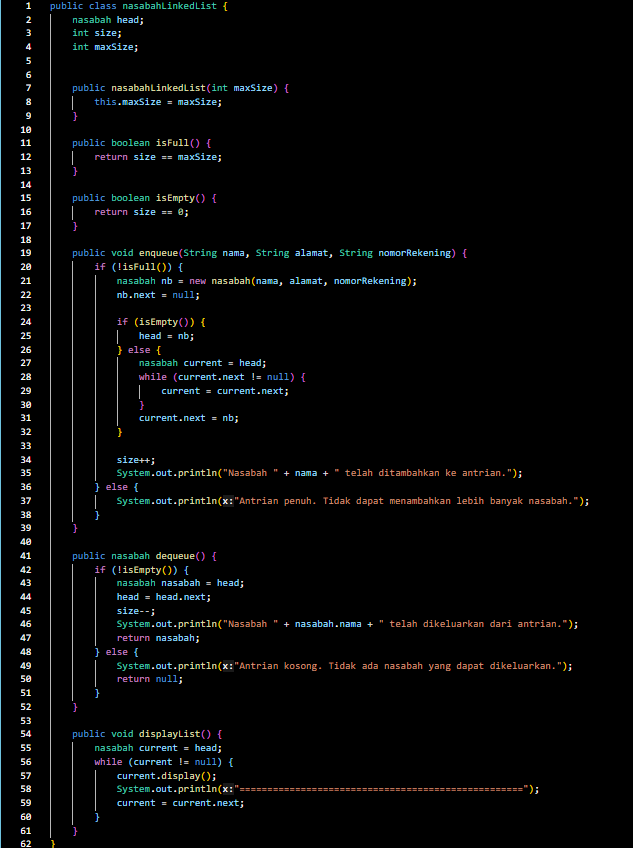 1 public class nasabahLinkedList {
2 nasabah head;
3 int size;
4 int maxSize;
5
6
7 public nasabahLinkedList(int maxSize) {
8 this.maxSize = maxSize;
9 }
10
11 public boolean isFull() {
12 return size == maxSize;
13 }
14
15 public boolean isEmpty() {
16 return size == 0;
17 }
18
19 public void enqueue(String nama, String alamat, String nomorRekening) {
20 if (!isFull()) {
21 nasabah nb = new nasabah(nama, alamat, nomorRekening);
22 nb.next = null;
23
24 if (isEmpty()) {
25 head = nb;
26 } else {
27 nasabah current = head;
28 while (current.next != null) {
29 current = current.next;
30 }
31 current.next = nb;
32 }
33
34 size++;
35 System.out.println("Nasabah " + nama + " telah ditambahkan ke antrian.");
36 } else {
37 System.out.println(x:"Antrian penuh. Tidak dapat menambahkan lebih banyak nasabah.");
38 }
39 }
40
41 public nasabah dequeue() {
42 if (!isEmpty()) {
43 nasabah nasabah = head;
44 head = head.next;
45 size--;
46 System.out.println("Nasabah " + nasabah.nama + " telah dikeluarkan dari antrian.");
47 return nasabah;
48 } else {
49 System.out.println(x:"Antrian kosong. Tidak ada nasabah yang dapat dikeluarkan.");
50 return null;
51 }
52 }
53
54 public void displayList() {
55 nasabah current = head;
56 while (current != null) {
57 current.display();
58 System.out.println(x:"===================================================");
59 current = current.next;
60 }
61 }
62 }